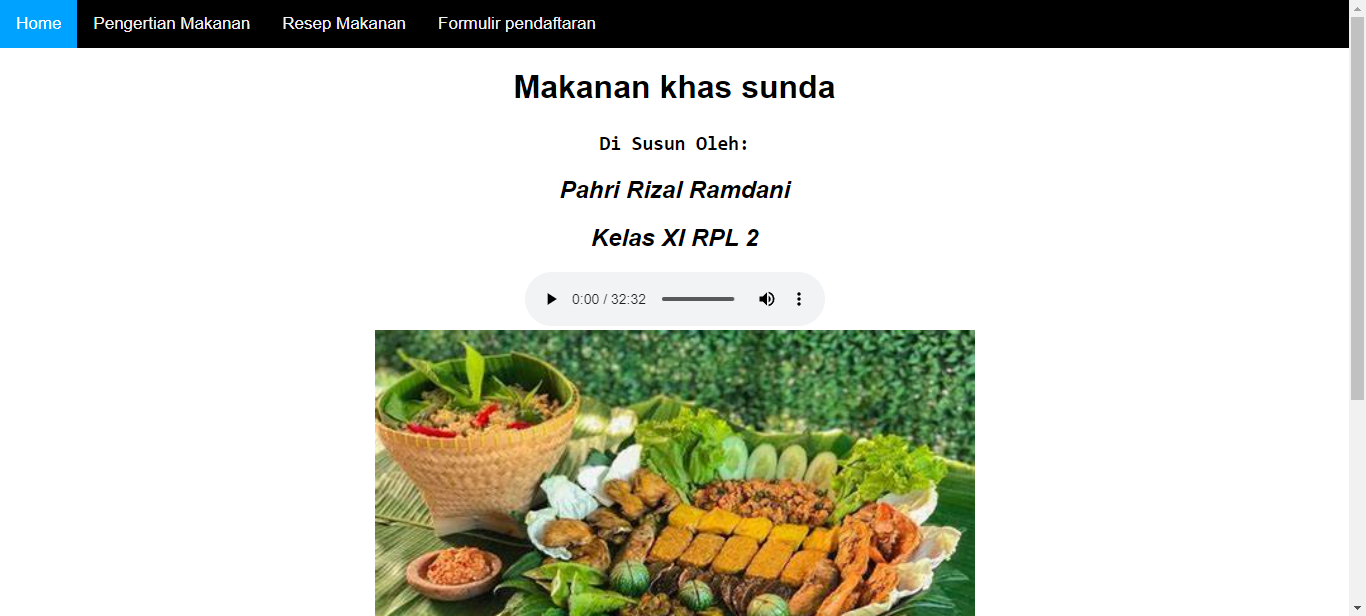 Home Pengertian Makanan Resep Makanan Formulir pendaftaran
Makanan khas sunda
Di Susun Oleh:
Pahri Rizal Ramdani
Kelas XI RPL 2
0:00 / 32:32